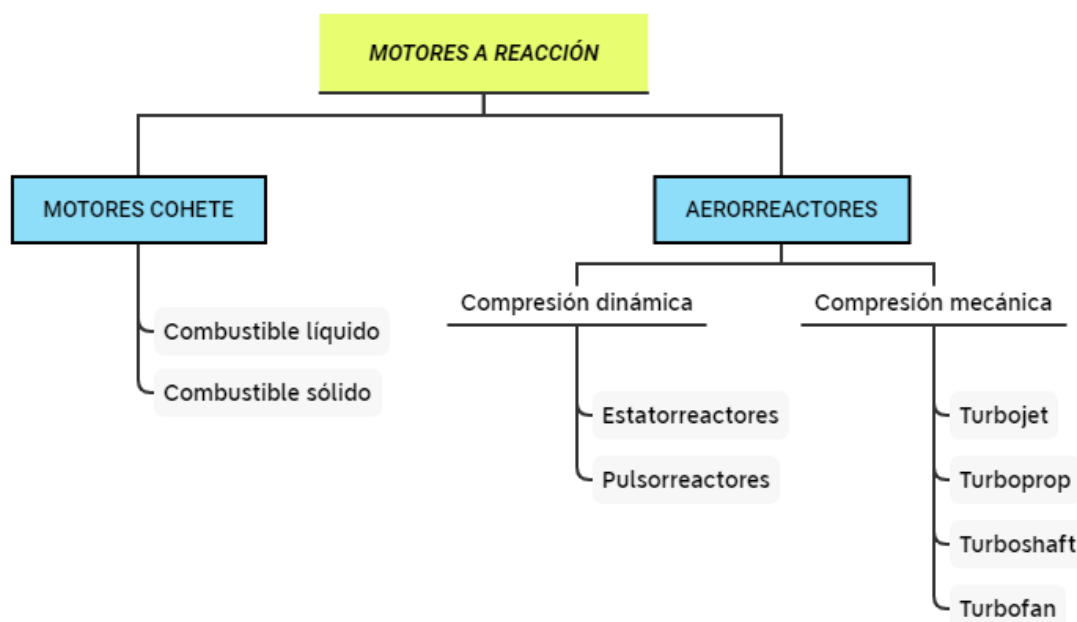 MOTORES A REACCIÓN
MOTORES COHETE
AERORREACTORES
Compresión dinámica
Compresión mecánica
Combustible líquido
Combustible sólido
Estatorreactores
Pulsorreactores
Turbojet
Turboprop
Turboshaft
Turbofan